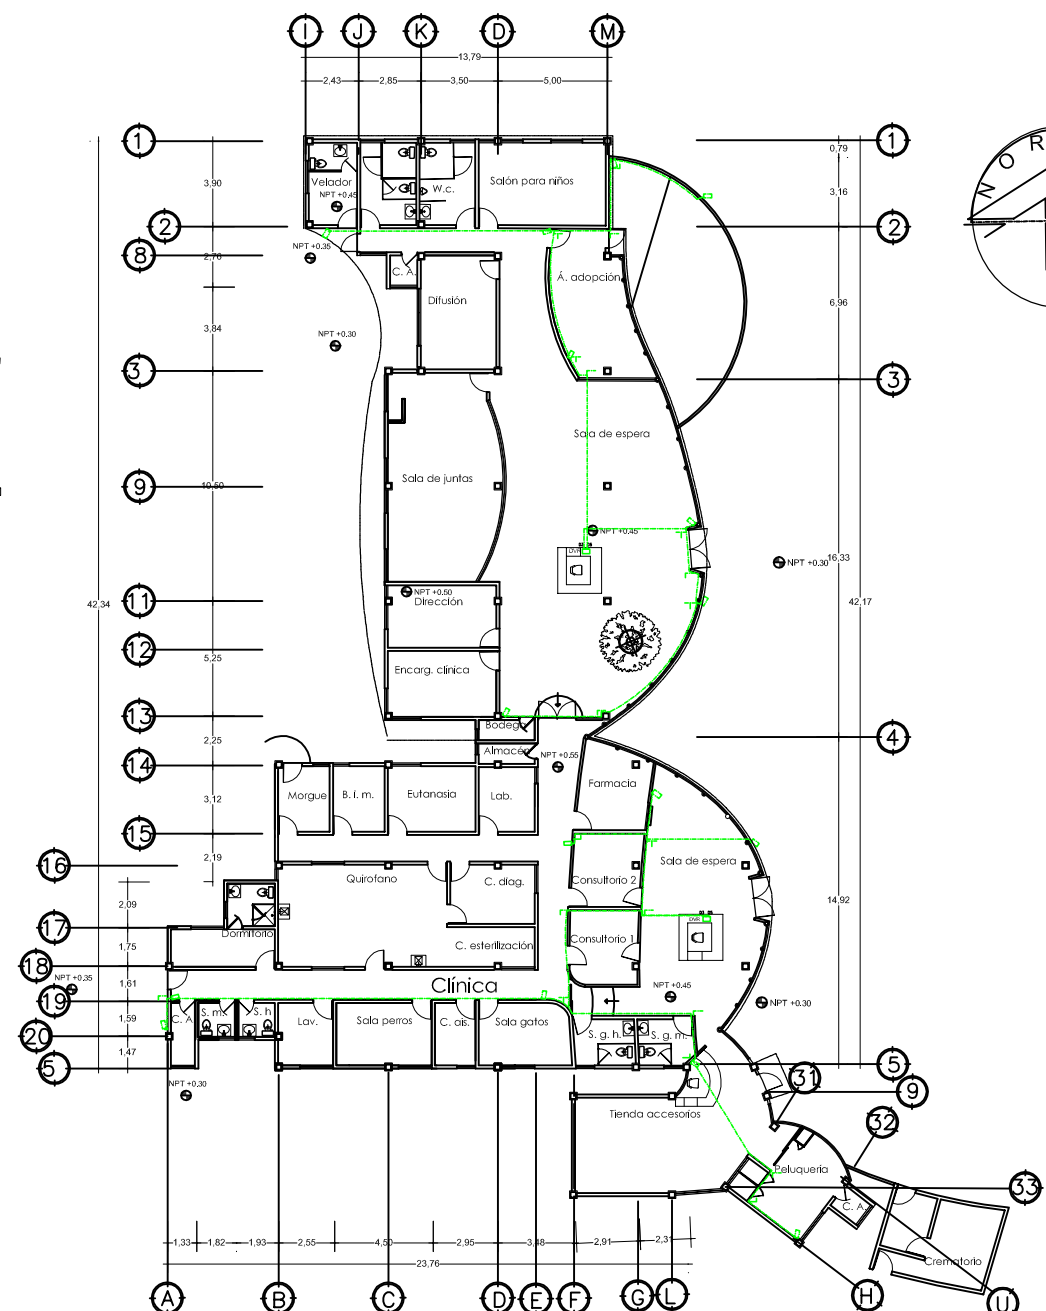 I J K D M
13,79
2,43 2,85 3,50 5,00
1 1
0,79
N O R
3,90
Velador
NPT +0.45
W.c.
Salón para niños
3,16
2 2
NPT +0.35
8
2,76
C. A.
Á. adopción
Difusión
6,96
3,84
NPT +0.30
3 3
Sala de espera
9
10,50
Sala de juntas
NPT +0.45
16,33
DVR
NPT +0.30
NPT +0.50
11
42,34
Dirección
42,17
12
5,25
Encarg. clínica
13
Bodega
2,25
4
Almacén
NPT +0.55
14
Farmacia
3,12
Morgue B. f. m. Eutanasia Lab.
15
16
2,19
Sala de espera
Quirofano C. diag. Consultorio 2
2,09
14,92
17
DVR
Dormitorio
1,75
C. esterilización
Consultorio 1
18
NPT +0.35
1,61
Clínica
NPT +0.45
NPT +0.30
19
1,59
C. A. S. m. S. h Lav. Sala perros C. ais. Sala gatos
S. g. h. S. g. m.
20
1,47
5 5
NPT +0.30
31
9
Tienda accesorios
32
Peluqueria
33
C. A.
1,33 1,82 1,93 2,55 4,50 2,95 3,48 2,91 2,31
23,76
Crematorio
A B C D E F G L H U